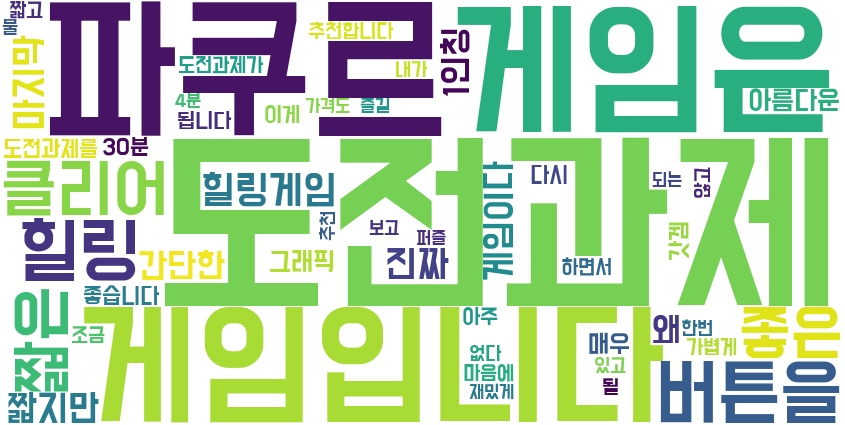 짧고
물
파쿠르
추천합니다
게임은
마지막
도전과제가
내가
1인칭
4분
이게
가격도
즐길
아름다운
됩니다
도전과제를
30분
도전과제
클리어
힐링게임
게임이다
다시
되는
않고
힐링
추천
보고
퍼즐
갓겜
간단한
그래픽
진짜
하면서
좋습니다
짧은
게임입니다
조금
아주
왜
한번
좋은
없다
매우
가볍게
마음에
있고
버튼을
짧지만
재밌게
될